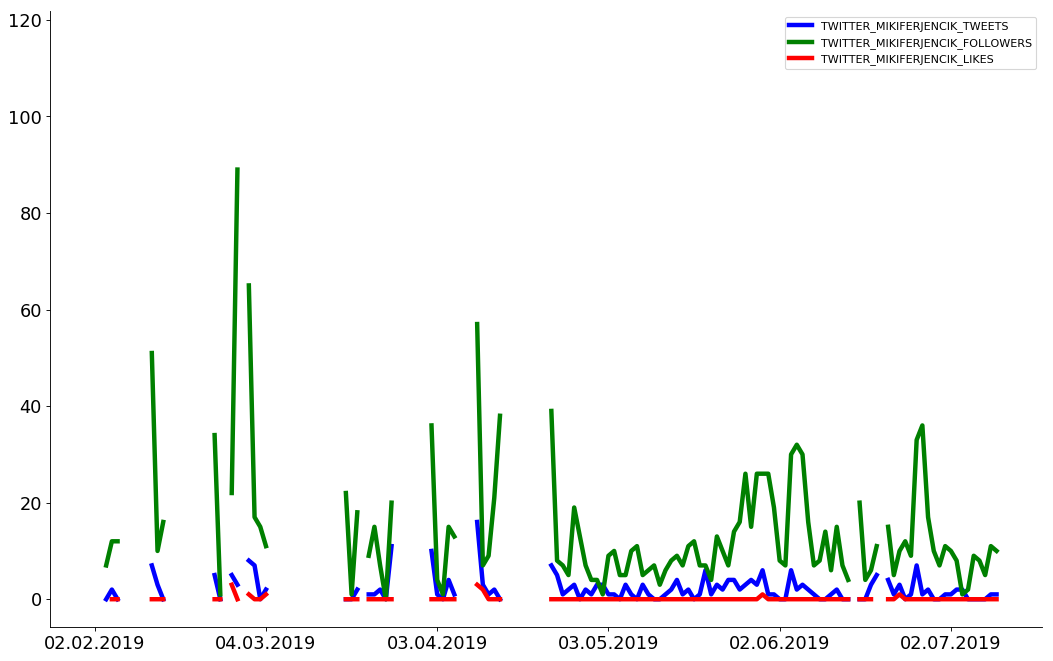 120
100
80
60
40
20
0
02.02.2019 04.03.2019 03.04.2019 03.05.2019 02.06.2019 02.07.2019
TWITTER_MIKIFERJENCIK_TWEETS
TWITTER_MIKIFERJENCIK_FOLLOWERS
TWITTER_MIKIFERJENCIK_LIKES